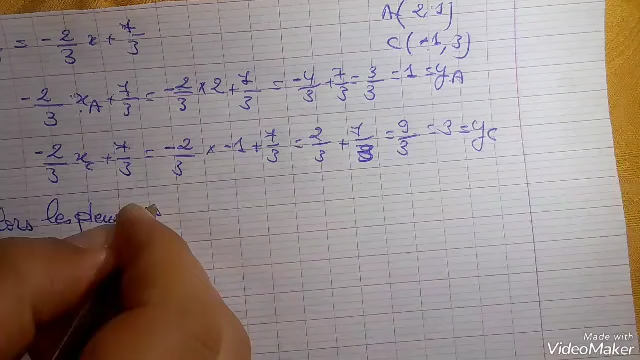 = -2/3 x + 7/3
A( 2, 1)
C( -1, 3)
-2/3 x_A + 7/3 = -2/3 × 2 + 7/3 = -4/3 + 7/3 = 3/3 = 1 = y_A
-2/3 x_C + 7/3 = -2/3 × -1 + 7/3 = 2/3 + 7/3 = 9/3 = 3 = y_C
les
Made with
VideoMaker